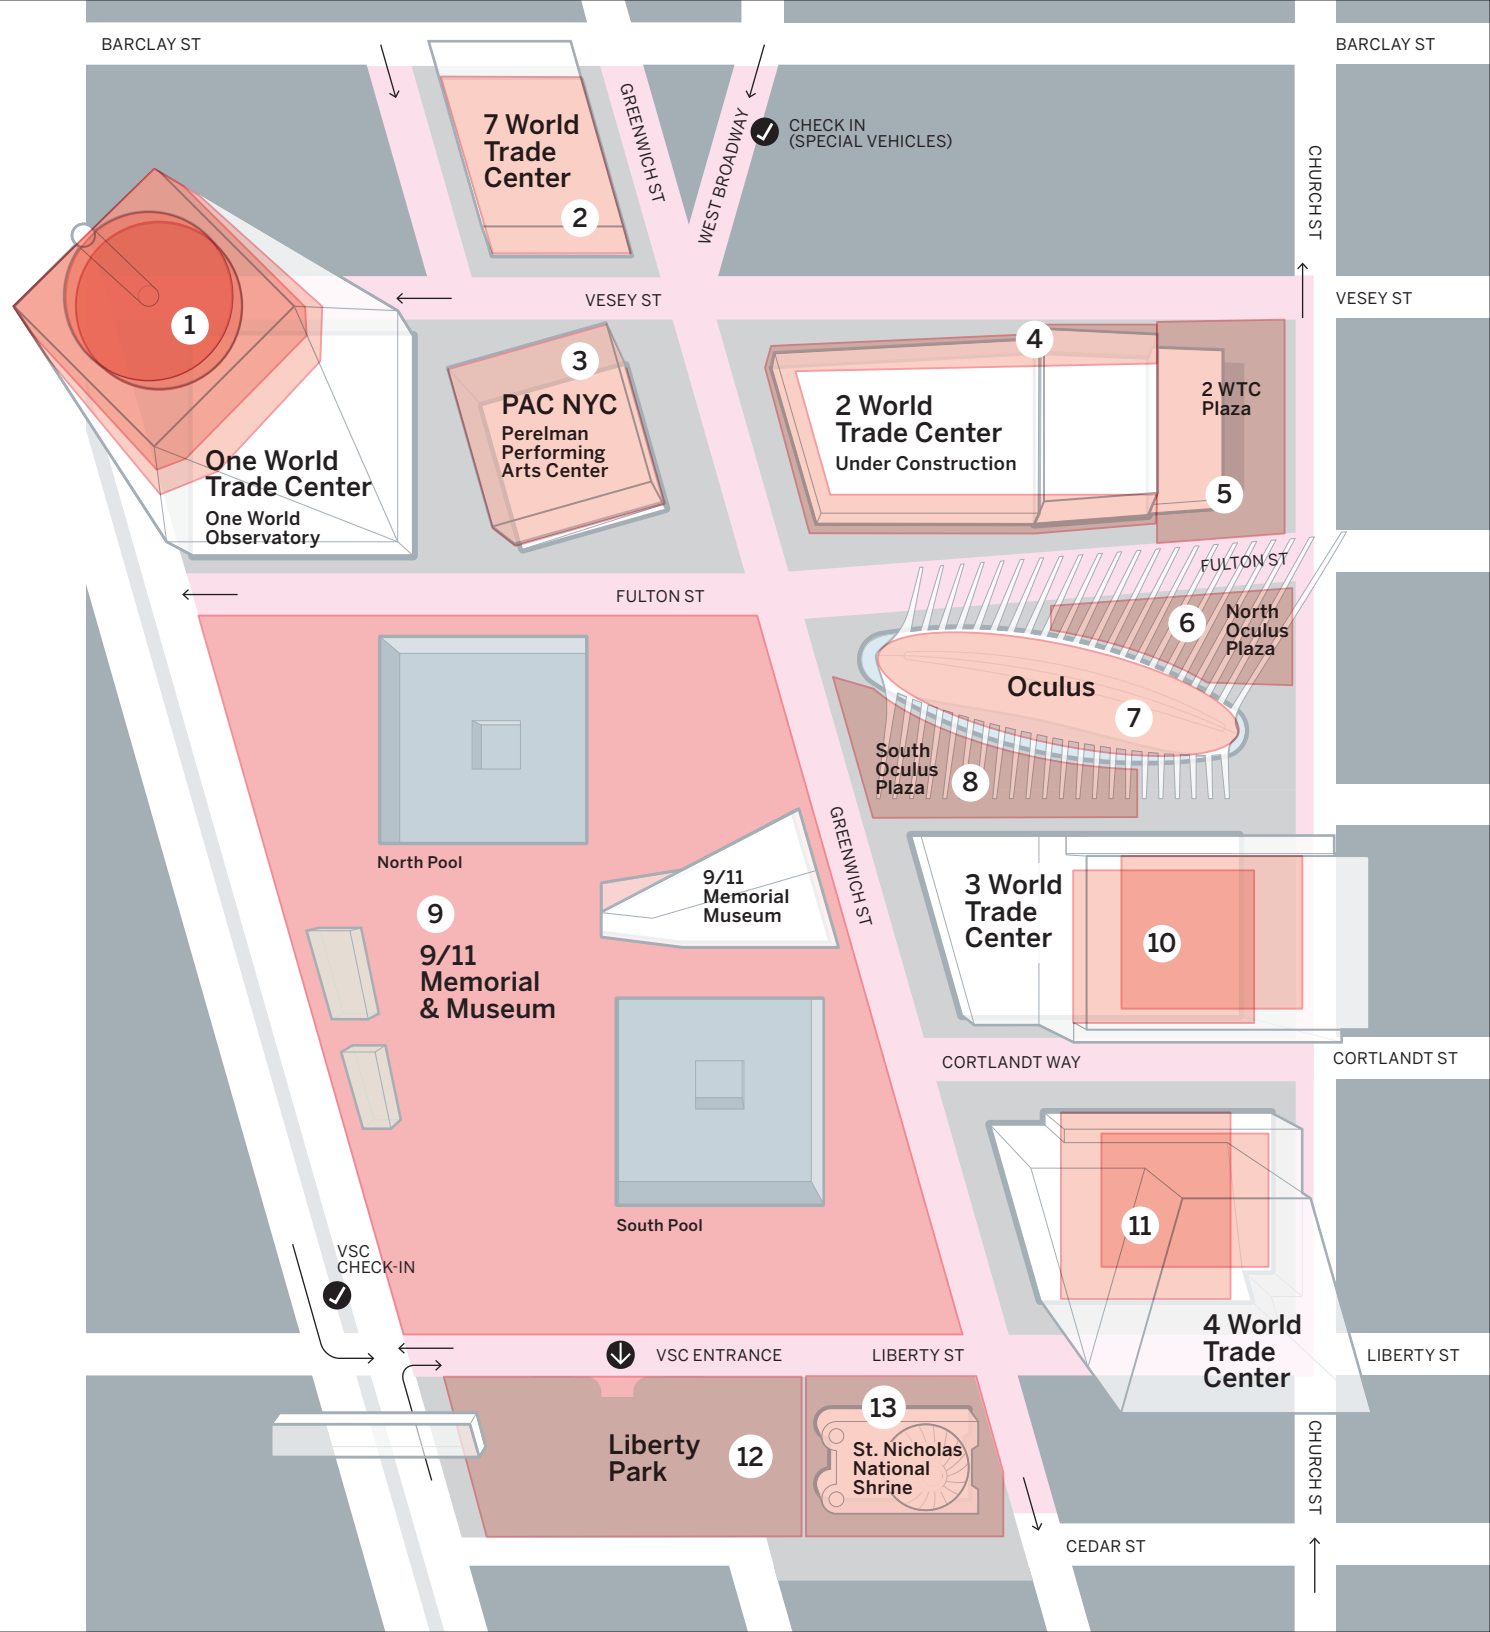 BARCLAY ST
BARCLAY ST
7 World
Trade
Center
2
GREENWICH ST
WEST BROADWAY
CHECK IN
(SPECIAL VEHICLES)
CHURCH ST
1
VESEY ST
VESEY ST
One World
Trade Center
One World
Observatory
3
PAC NYC
Perelman
Performing
Arts Center
4
2 World
Trade Center
Under Construction
2 WTC
Plaza
5
FULTON ST
FULTON ST
6
North
Oculus
Plaza
Oculus
7
South
Oculus
Plaza
8
North Pool
9
9/11
Memorial
& Museum
9/11
Memorial
Museum
GREENWICH ST
3 World
Trade
Center
10
CORTLANDT WAY
CORTLANDT ST
South Pool
11
4 World
Trade
Center
VSC
CHECK-IN
VSC ENTRANCE
LIBERTY ST
LIBERTY ST
Liberty
Park
12
13
St. Nicholas
National
Shrine
CHURCH ST
CEDAR ST